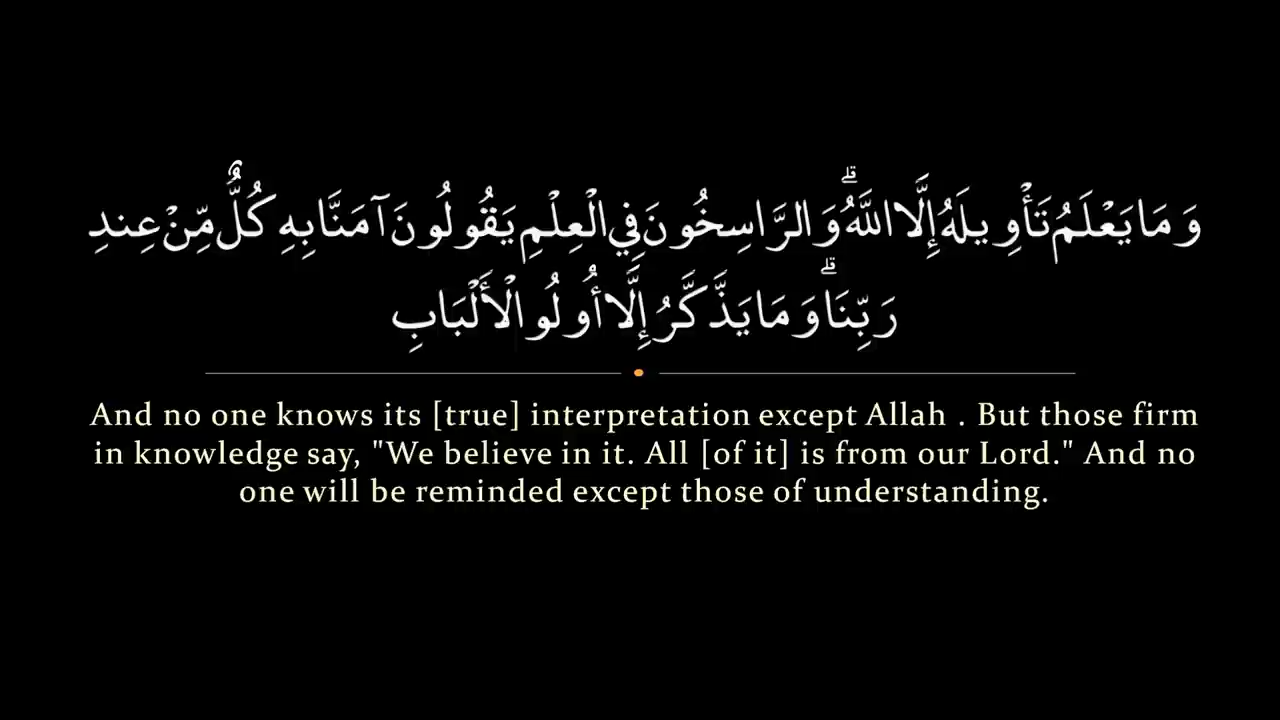 وَمَا يَعْلَمُ تَأْوِيلَهُ إِلَّا اللَّهُ ۗ وَالرَّاسِخُونَ فِي الْعِلْمِ يَقُولُونَ آمَنَّا بِهِ كُلٌّ مِّنْ عِندِ
رَبِّنَا ۗ وَمَا يَذَّكَّرُ إِلَّا أُولُو الْأَلْبَابِ
And no one knows its [true] interpretation except Allah . But those firm
in knowledge say, "We believe in it. All [of it] is from our Lord." And no
one will be reminded except those of understanding.